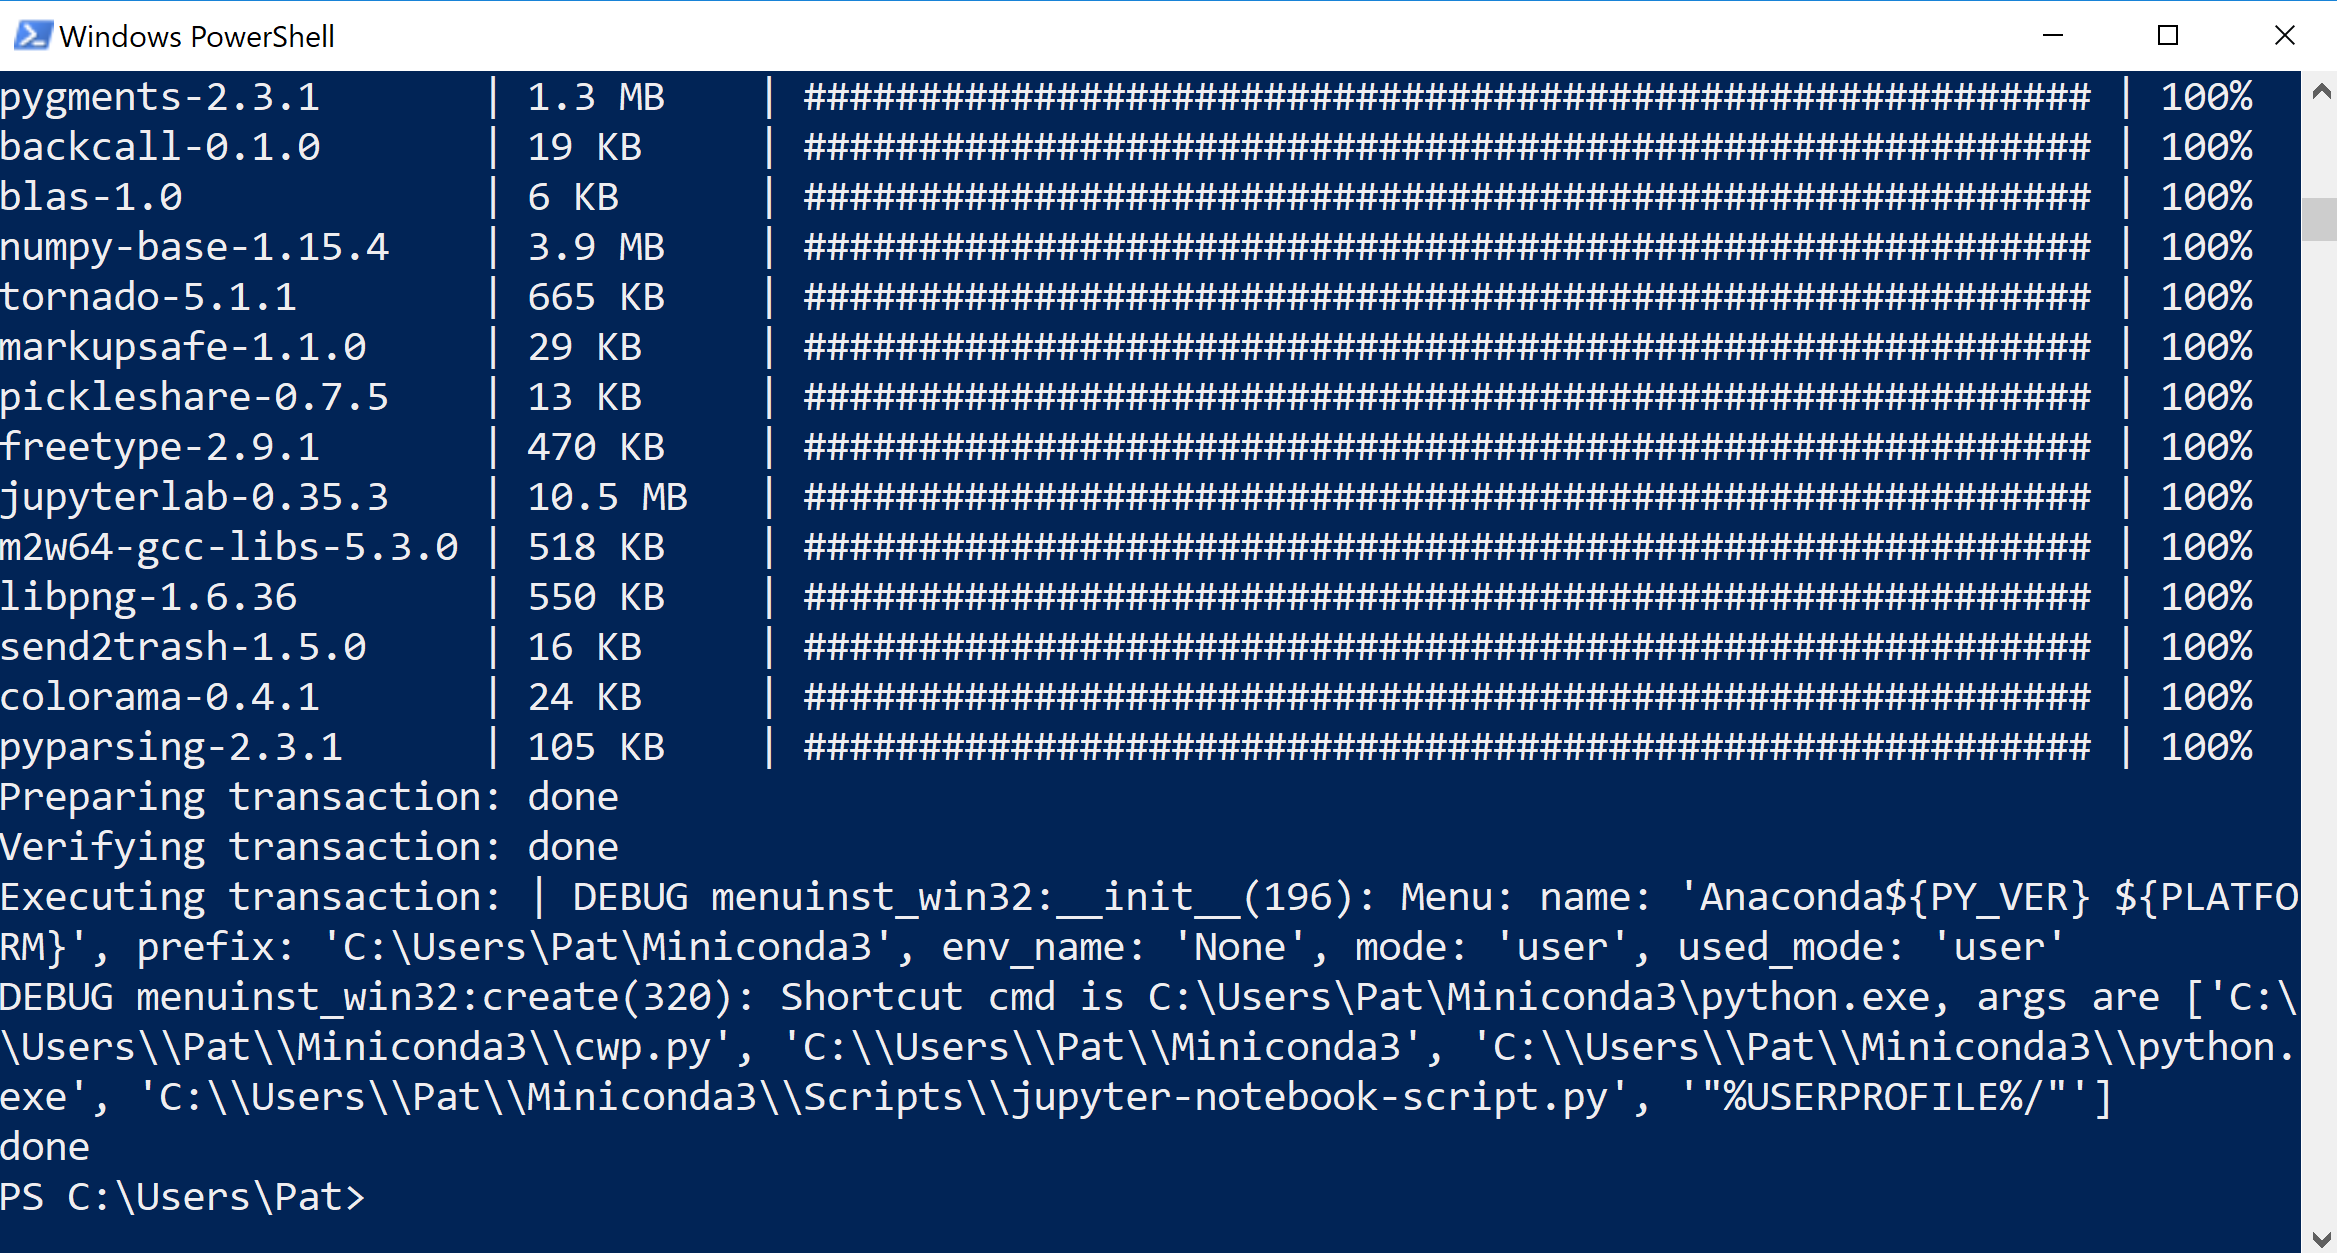 Windows PowerShell
pygments-2.3.1 | 1.3 MB | ######################################################## | 100%
backcall-0.1.0 | 19 KB | ######################################################## | 100%
blas-1.0 | 6 KB | ######################################################## | 100%
numpy-base-1.15.4 | 3.9 MB | ######################################################## | 100%
tornado-5.1.1 | 665 KB | ######################################################## | 100%
markupsafe-1.1.0 | 29 KB | ######################################################## | 100%
pickleshare-0.7.5 | 13 KB | ######################################################## | 100%
freetype-2.9.1 | 470 KB | ######################################################## | 100%
jupyterlab-0.35.3 | 10.5 MB | ######################################################## | 100%
m2w64-gcc-libs-5.3.0 | 518 KB | ######################################################## | 100%
libpng-1.6.36 | 550 KB | ######################################################## | 100%
send2trash-1.5.0 | 16 KB | ######################################################## | 100%
colorama-0.4.1 | 24 KB | ######################################################## | 100%
pyparsing-2.3.1 | 105 KB | ######################################################## | 100%
Preparing transaction: done
Verifying transaction: done
Executing transaction: | DEBUG menuinst_win32:__init__(196): Menu: name: 'Anaconda${PY_VER} ${PLATFO
RM}', prefix: 'C:\Users\Pat\Miniconda3', env_name: 'None', mode: 'user', used_mode: 'user'
DEBUG menuinst_win32:create(320): Shortcut cmd is C:\Users\Pat\Miniconda3\python.exe, args are ['C:\
\Users\\Pat\\Miniconda3\\cwp.py', 'C:\\Users\\Pat\\Miniconda3', 'C:\\Users\\Pat\\Miniconda3\\python.
exe', 'C:\\Users\\Pat\\Miniconda3\\Scripts\\jupyter-notebook-script.py', '"%USERPROFILE%/"']
done
PS C:\Users\Pat>